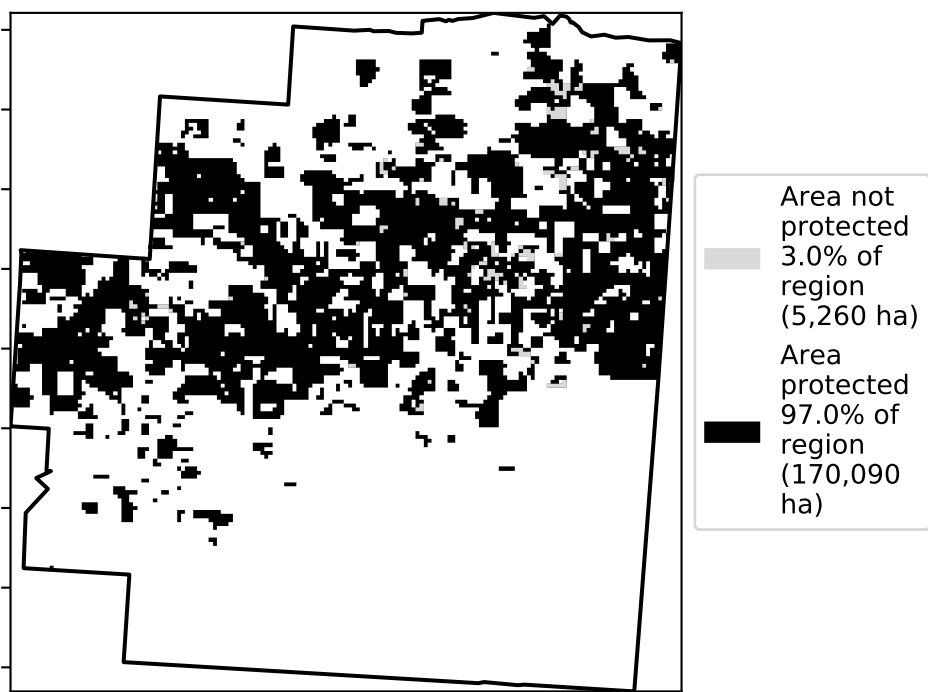 Area not
protected
3.0% of
region
(5,260 ha)
Area
protected
97.0% of
region
(170,090
ha)